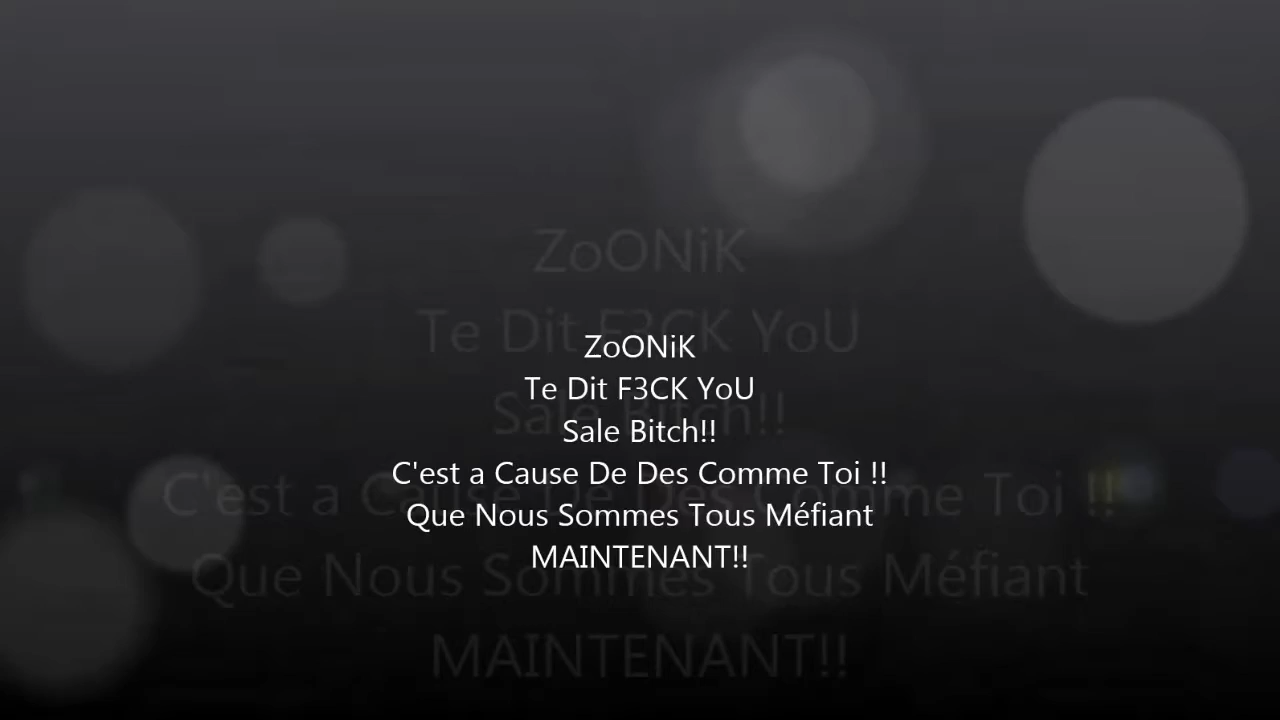 ZoONiK
Te Dit F3CK YoU
Sale Bitch!!
C'est a Cause De Des Comme Toi !!
Que Nous Sommes Tous Méfiant
MAINTENANT!!